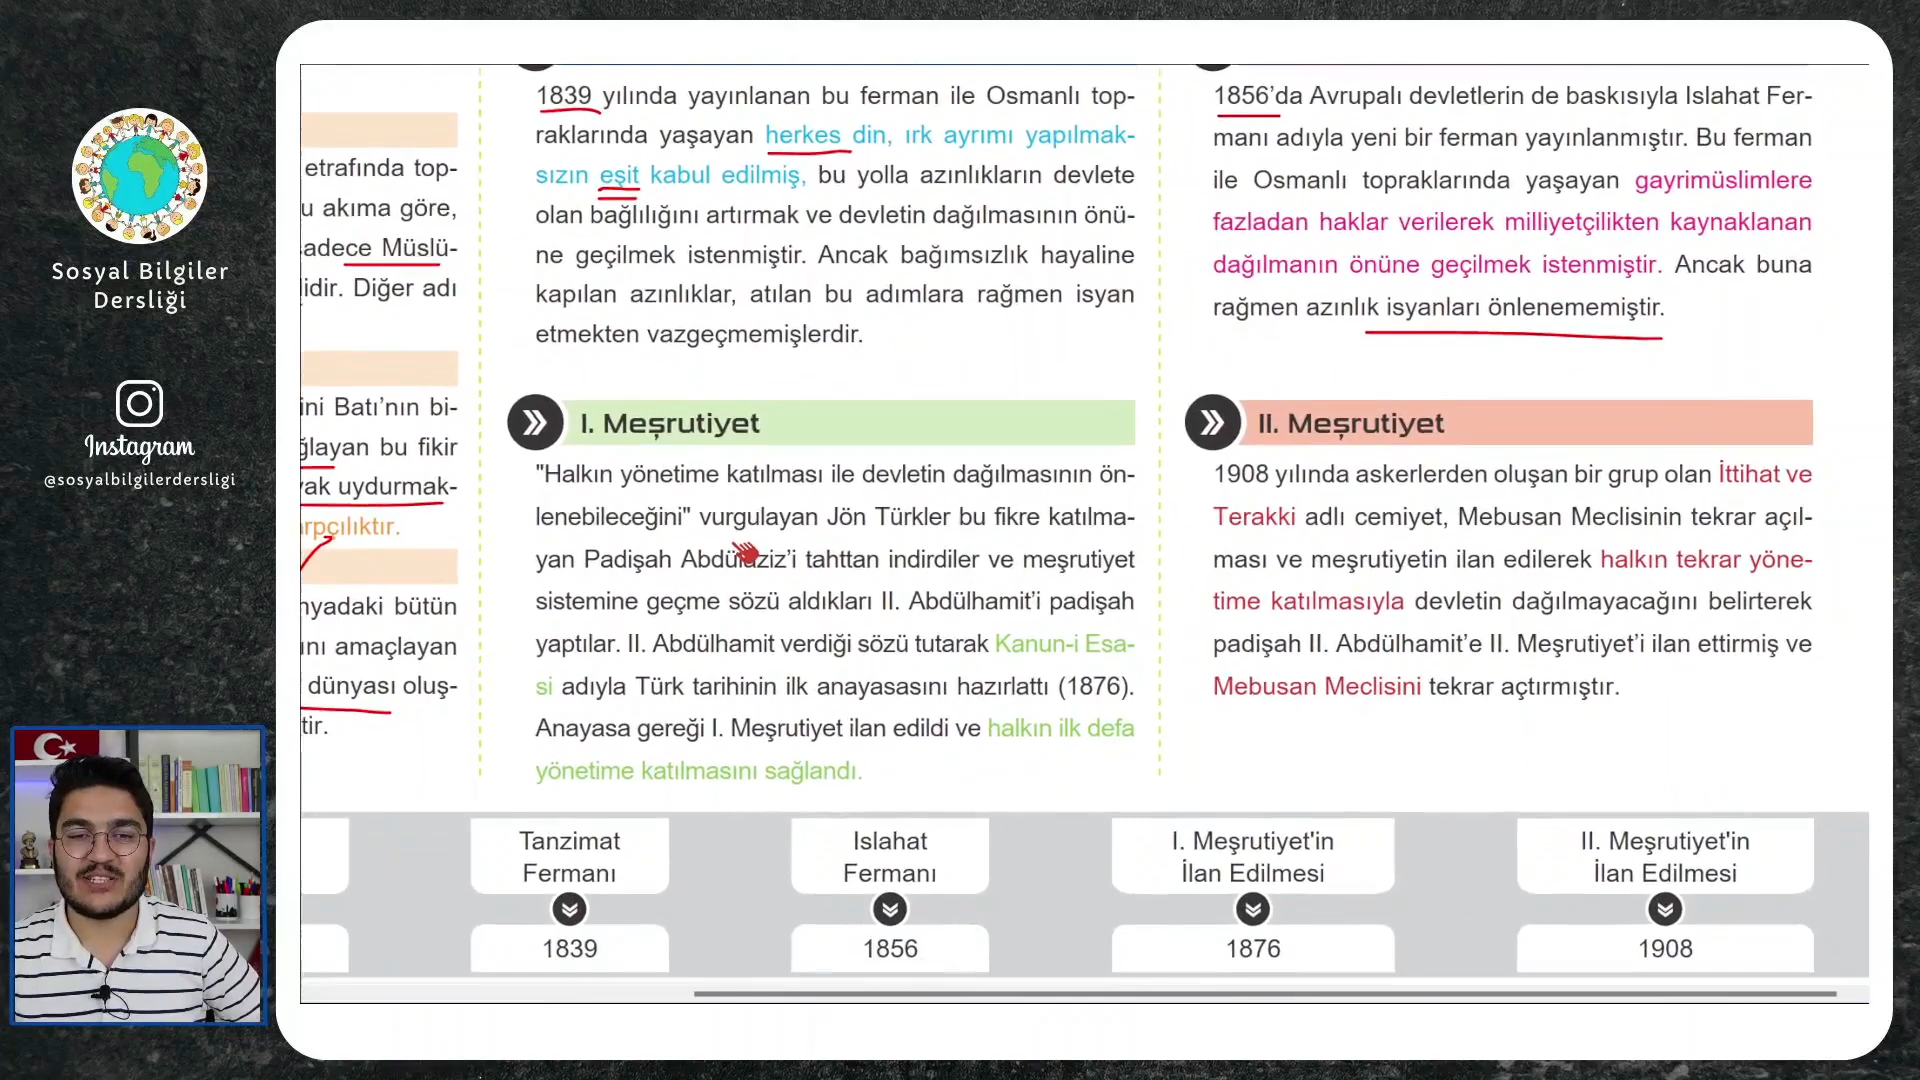 Sosyal Bilgiler
Dersliği
Instagram
@sosyalbilgilerdersligi
etrafında top-
u akıma göre,
sadece Müslü-
idir. Diğer adı
ini Batı’nın bi-
ğlayan bu fikir
vak uydurmak-
rpçılıktır.
nyadaki bütün
ını amaçlayan
dünyası oluş-
tir.
1839 yılında yayınlanan bu ferman ile Osmanlı top-
raklarında yaşayan herkes din, ırk ayrımı yapılmak-
sızın eşit kabul edilmiş, bu yolla azınlıkların devlete
olan bağlılığını artırmak ve devletin dağılmasının önü-
ne geçilmek istenmiştir. Ancak bağımsızlık hayaline
kapılan azınlıklar, atılan bu adımlara rağmen isyan
etmekten vazgeçmemişlerdir.
I. Meşrutiyet
"Halkın yönetime katılması ile devletin dağılmasının ön-
lenebileceğini" vurgulayan Jön Türkler bu fikre katılma-
yan Padişah Abdülaziz’i tahttan indirdiler ve meşrutiyet
sistemine geçme sözü aldıkları II. Abdülhamit’i padişah
yaptılar. II. Abdülhamit verdiği sözü tutarak Kanun-i Esa-
si adıyla Türk tarihinin ilk anayasasını hazırlattı (1876).
Anayasa gereği I. Meşrutiyet ilan edildi ve halkın ilk defa
yönetime katılmasını sağlandı.
1856’da Avrupalı devletlerin de baskısıyla Islahat Fer-
manı adıyla yeni bir ferman yayınlanmıştır. Bu ferman
ile Osmanlı topraklarında yaşayan gayrimüslimlere
fazladan haklar verilerek milliyetçilikten kaynaklanan
dağılmanın önüne geçilmek istenmiştir. Ancak buna
rağmen azınlık isyanları önlenememiştir.
II. Meşrutiyet
1908 yılında askerlerden oluşan bir grup olan İttihat ve
Terakki adlı cemiyet, Mebusan Meclisinin tekrar açıl-
ması ve meşrutiyetin ilan edilerek halkın tekrar yöne-
time katılmasıyla devletin dağılmayacağını belirterek
padişah II. Abdülhamit’e II. Meşrutiyet’i ilan ettirmiş ve
Mebusan Meclisini tekrar açtırmıştır.
Tanzimat
Fermanı
1839
Islahat
Fermanı
1856
I. Meşrutiyet'in
İlan Edilmesi
1876
II. Meşrutiyet'in
İlan Edilmesi
1908